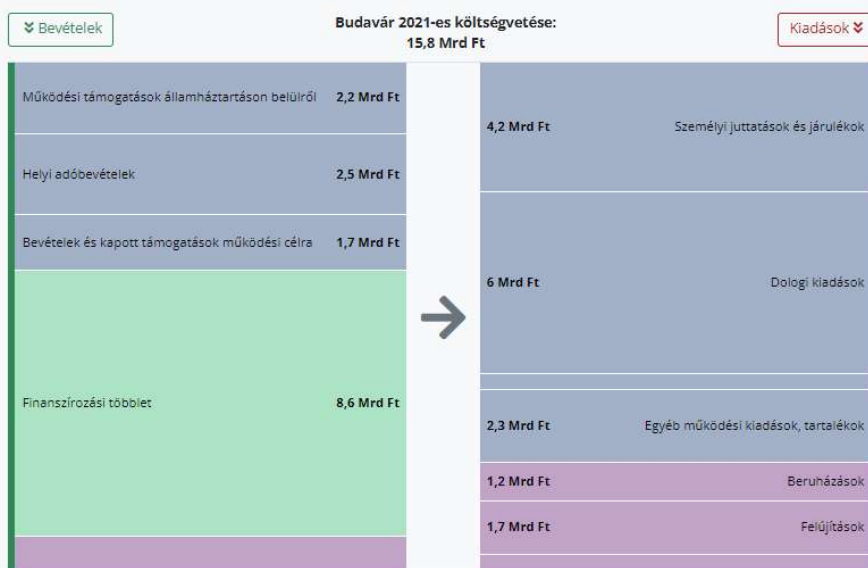 Bevételek
Budavár 2021-es költségvetése:
15,8 Mrd Ft
Kiadások
Működési támogatások államháztartáson belülről 2,2 Mrd Ft
Helyi adóbevételek 2,5 Mrd Ft
Bevételek és kapott támogatások működési célra 1,7 Mrd Ft
Finanszírozási többlet 8,6 Mrd Ft
4,2 Mrd Ft Személyi juttatások és járulékok
6 Mrd Ft Dologi kiadások
2,3 Mrd Ft Egyéb működési kiadások, tartalékok
1,2 Mrd Ft Beruházások
1,7 Mrd Ft Felújítások